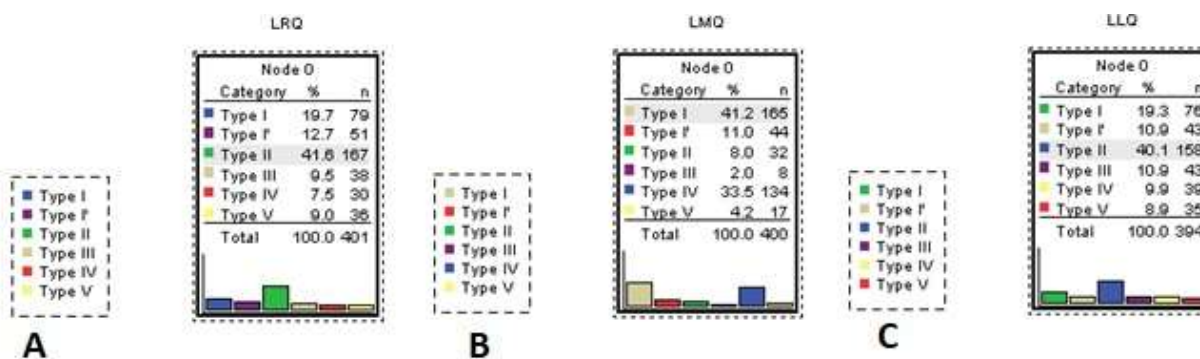 LRQ
Node 0
Category % n
Type I 19.7 79
Type I' 12.7 51
Type II 41.6 167
Type III 9.5 38
Type IV 7.5 30
Type V 9.0 36
Total 100.0 401
Type I
Type I'
Type II
Type III
Type IV
Type V
A
LMQ
Node 0
Category % n
Type I 41.2 165
Type I' 11.0 44
Type II 8.0 32
Type III 2.0 8
Type IV 33.5 134
Type V 4.2 17
Total 100.0 400
Type I
Type I'
Type II
Type III
Type IV
Type V
B
LLQ
Node 0
Category % n
Type I 19.3 76
Type I' 10.9 43
Type II 40.1 158
Type III 10.9 43
Type IV 9.9 39
Type V 8.9 35
Total 100.0 394
Type I
Type I'
Type II
Type III
Type IV
Type V
C